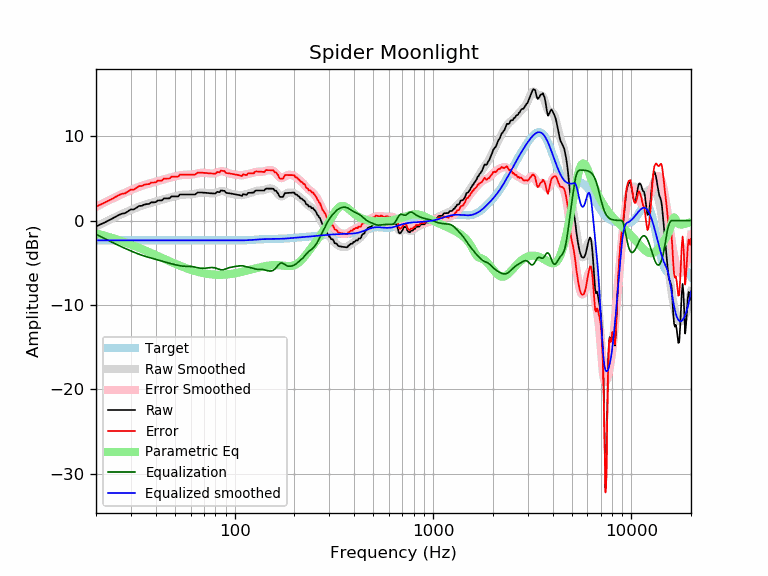 Spider Moonlight
Amplitude (dBr)
10
0
−10
−20
−30
Target
Raw Smoothed
Error Smoothed
Raw
Error
Parametric Eq
Equalization
Equalized smoothed
100
1000
10000
Frequency (Hz)